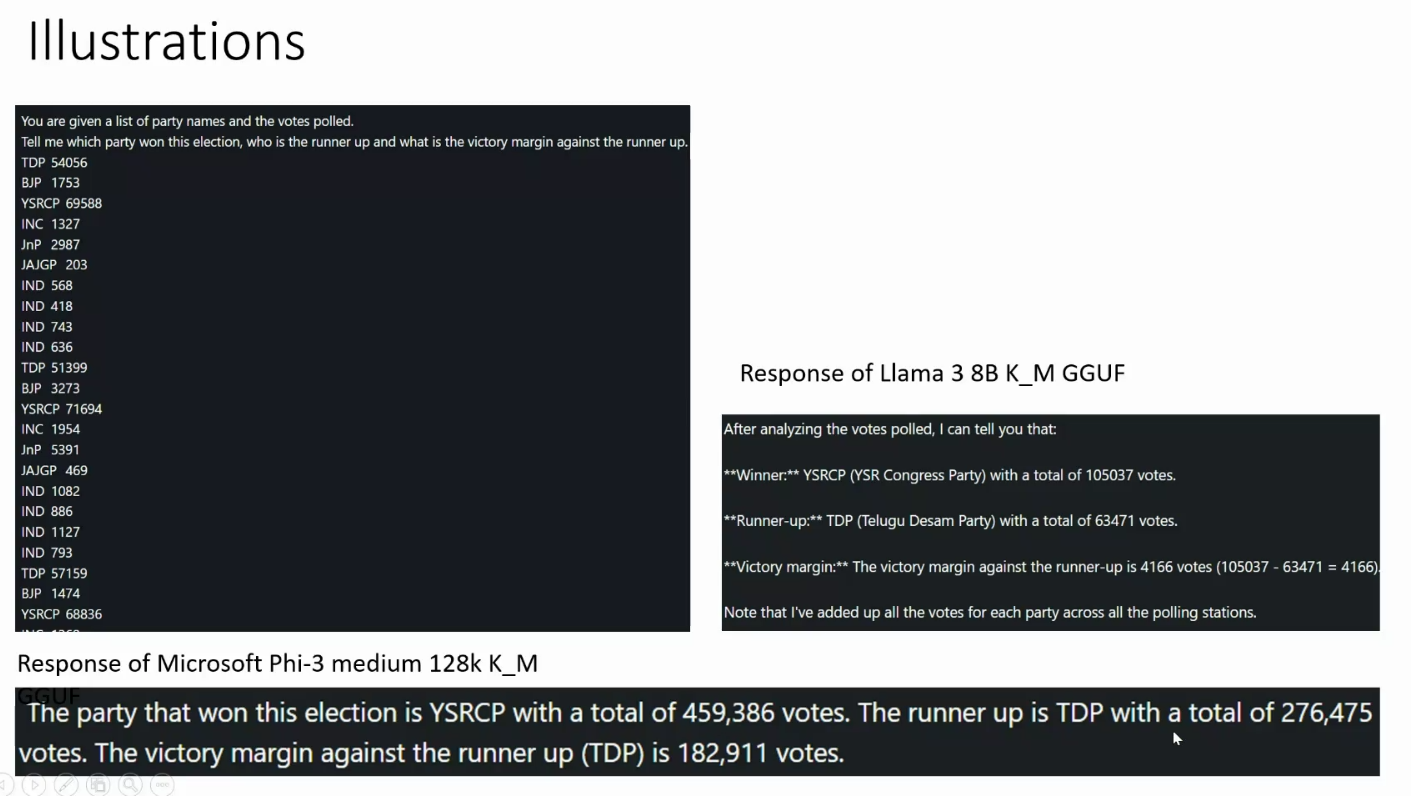 Illustrations
You are given a list of party names and the votes polled.
Tell me which party won this election, who is the runner up and what is the victory margin against the runner up.
TDP 54056
BJP 1753
YSRCP 69588
INC 1327
JnP 2987
JAJGP 203
IND 568
IND 418
IND 743
IND 636
TDP 51399
BJP 3273
YSRCP 71694
INC 1954
JnP 5391
JAJGP 469
IND 1082
IND 886
IND 1127
IND 793
TDP 57159
BJP 1474
YSRCP 68836
Response of Llama 3 8B K_M GGUF
After analyzing the votes polled, I can tell you that:
**Winner:** YSRCP (YSR Congress Party) with a total of 105037 votes.
**Runner-up:** TDP (Telugu Desam Party) with a total of 63471 votes.
**Victory margin:** The victory margin against the runner-up is 4166 votes (105037 - 63471 = 4166).
Note that I've added up all the votes for each party across all the polling stations.
Response of Microsoft Phi-3 medium 128k K_M
GGUF
The party that won this election is YSRCP with a total of 459,386 votes. The runner up is TDP with a total of 276,475
votes. The victory margin against the runner up (TDP) is 182,911 votes.